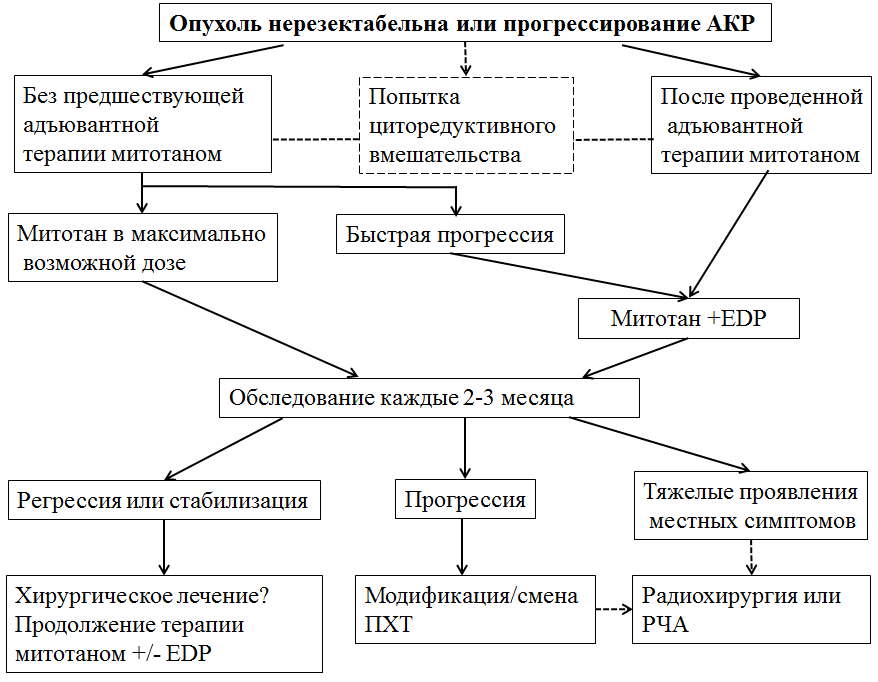 Опухоль нерезектабельна или прогрессирование АКР
Без предшествующей
адъювантной
терапии митотаном
Попытка
циторедуктивного
вмешательства
После проведенной
адъювантной
терапии митотаном
Митотан в максимально
возможной дозе
Быстрая прогрессия
Митотан +EDP
Обследование каждые 2-3 месяца
Регрессия или стабилизация
Прогрессия
Тяжелые проявления
местных симптомов
Хирургическое лечение?
Продолжение терапии
митотаном +/- EDP
Модификация/смена
ПХТ
Радиохирургия или
РЧА